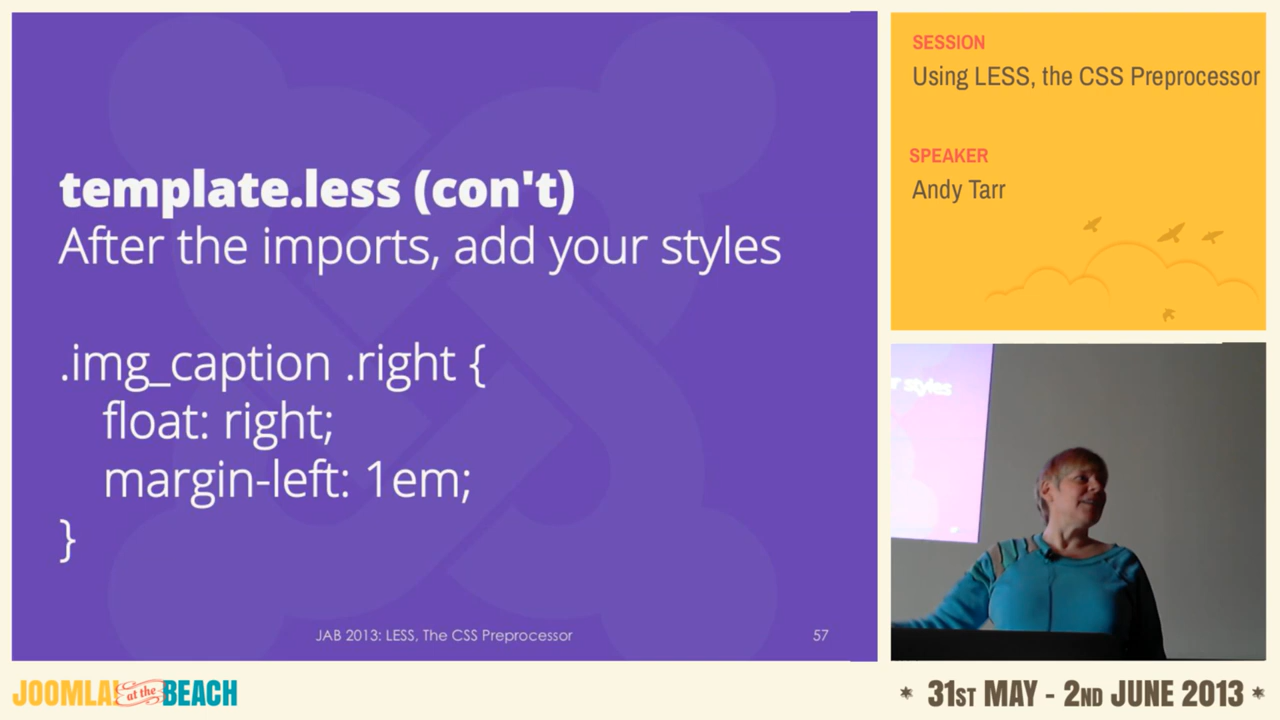 template.less (con't)
After the imports, add your styles
.img_caption .right {
float: right;
margin-left: 1em;
}
JAB 2013: LESS, The CSS Preprocessor
57
SESSION
Using LESS, the CSS Preprocessor
SPEAKER
Andy Tarr
styles
JOOMLA! at the BEACH
* 31ST MAY - 2ND JUNE 2013 *